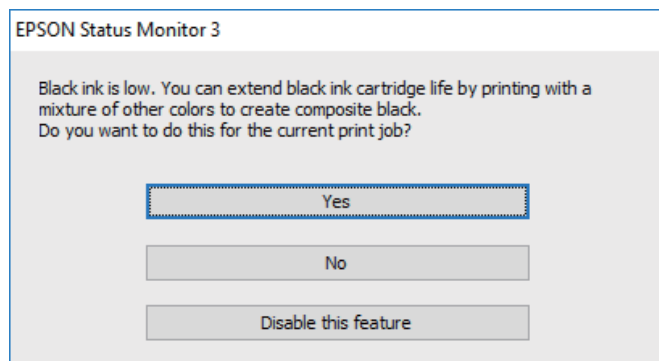 EPSON Status Monitor 3
Black ink is low. You can extend black ink cartridge life by printing with a
mixture of other colors to create composite black.
Do you want to do this for the current print job?
Yes
No
Disable this feature